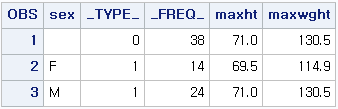 OBS sex _TYPE_ _FREQ_ maxht maxwght
1 0 38 71.0 130.5
2 F 1 14 69.5 114.9
3 M 1 24 71.0 130.5